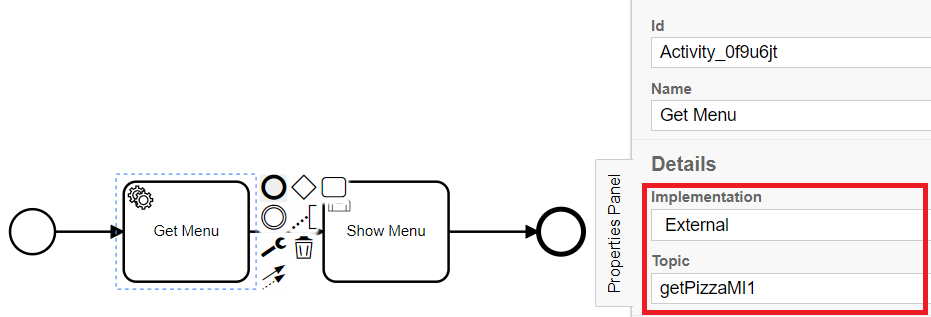 Get Menu
Show Menu
Properties Panel
Id
Activity_0f9u6jt
Name
Get Menu
Details
Implementation
External
Topic
getPizzaMI1